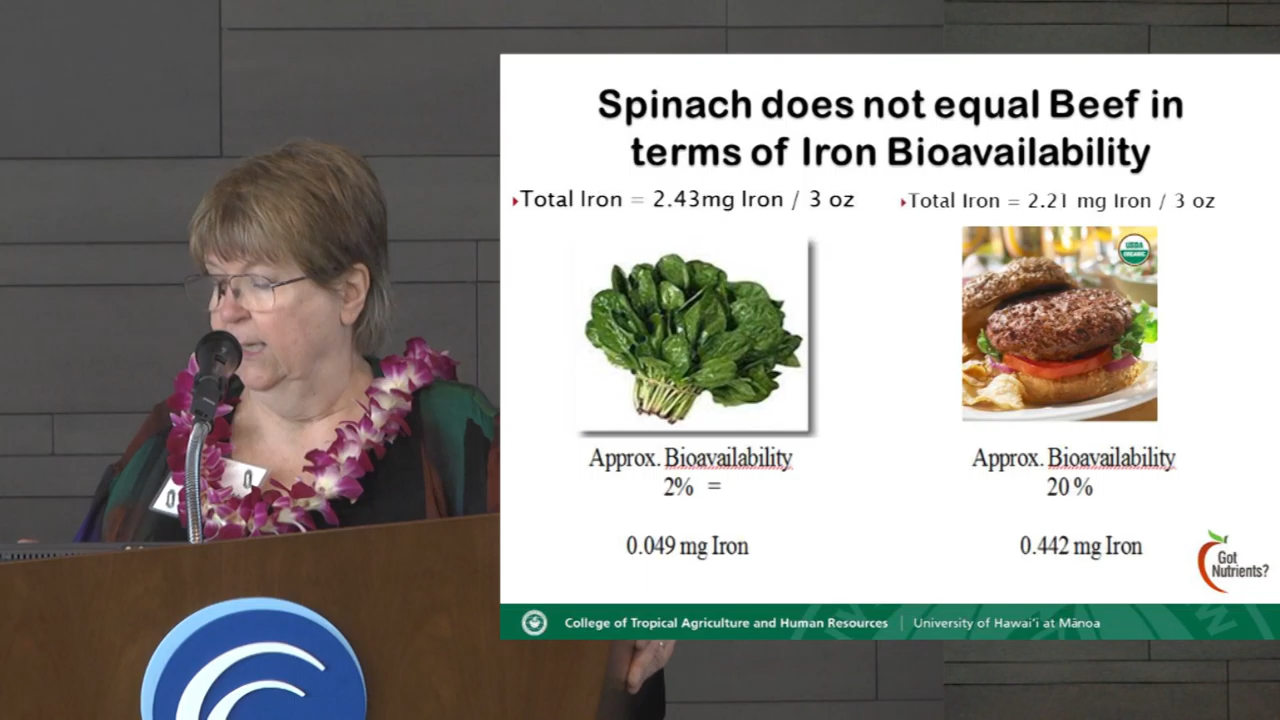 Spinach does not equal Beef in
terms of Iron Bioavailability
Total Iron = 2.43mg Iron / 3 oz
Total Iron = 2.21 mg Iron / 3 oz
USDA
ORGANIC
Approx. Bioavailability
2% =
0.049 mg Iron
Approx. Bioavailability
20 %
0.442 mg Iron
Got
Nutrients?
College of Tropical Agriculture and Human Resources | University of Hawai'i at Mānoa